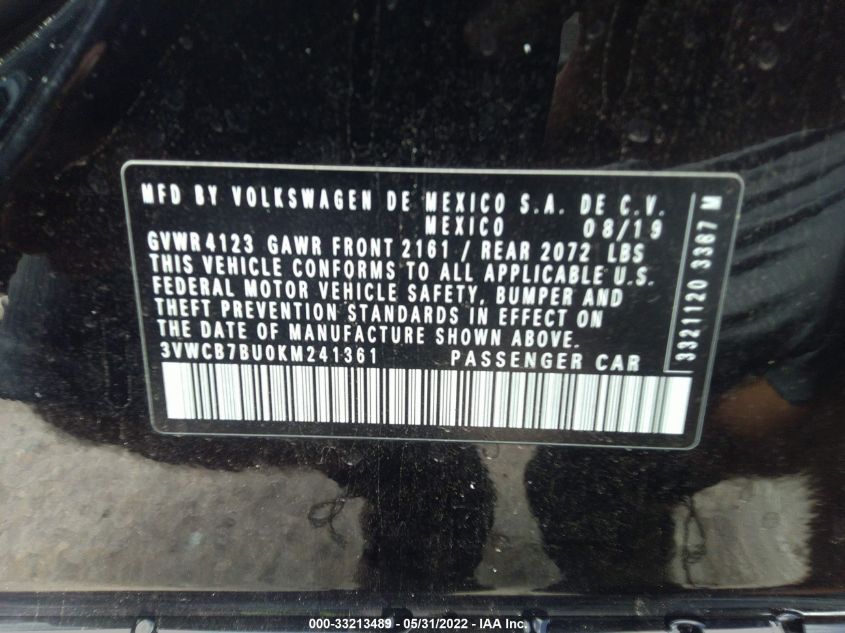 MFD BY VOLKSWAGEN DE MEXICO S.A. DE C.V.
MEXICO 08/19
GVWR 4123 GAWR FRONT 2161 / REAR 2072 LBS
THIS VEHICLE CONFORMS TO ALL APPLICABLE U.S.
FEDERAL MOTOR VEHICLE SAFETY, BUMPER AND
THEFT PREVENTION STANDARDS IN EFFECT ON
THE DATE OF MANUFACTURE SHOWN ABOVE.
3VWCB7BU0KM241361 PASSENGER CAR
3321120 3367 M
000-33213489 - 05/31/2022 - IAA Inc.